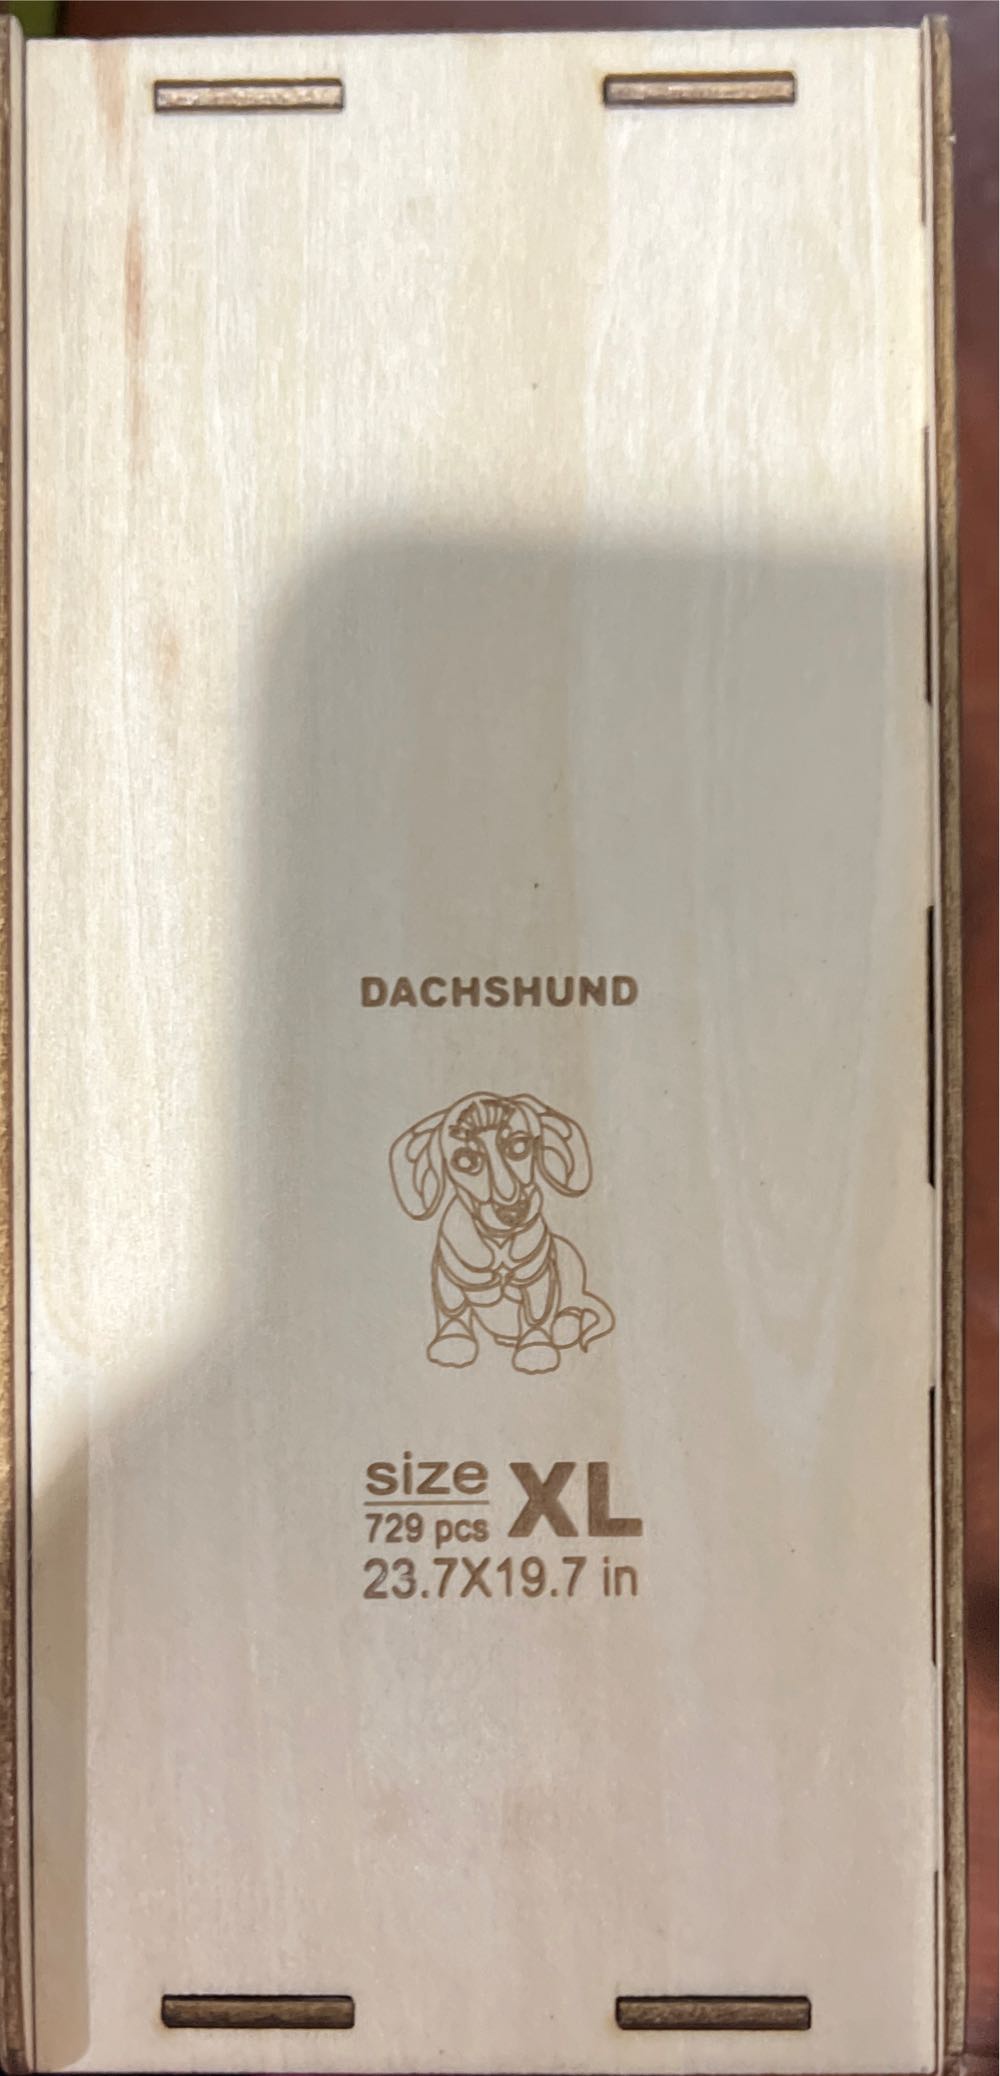 DACHSHUND
size XL
729 pcs
23.7X19.7 in